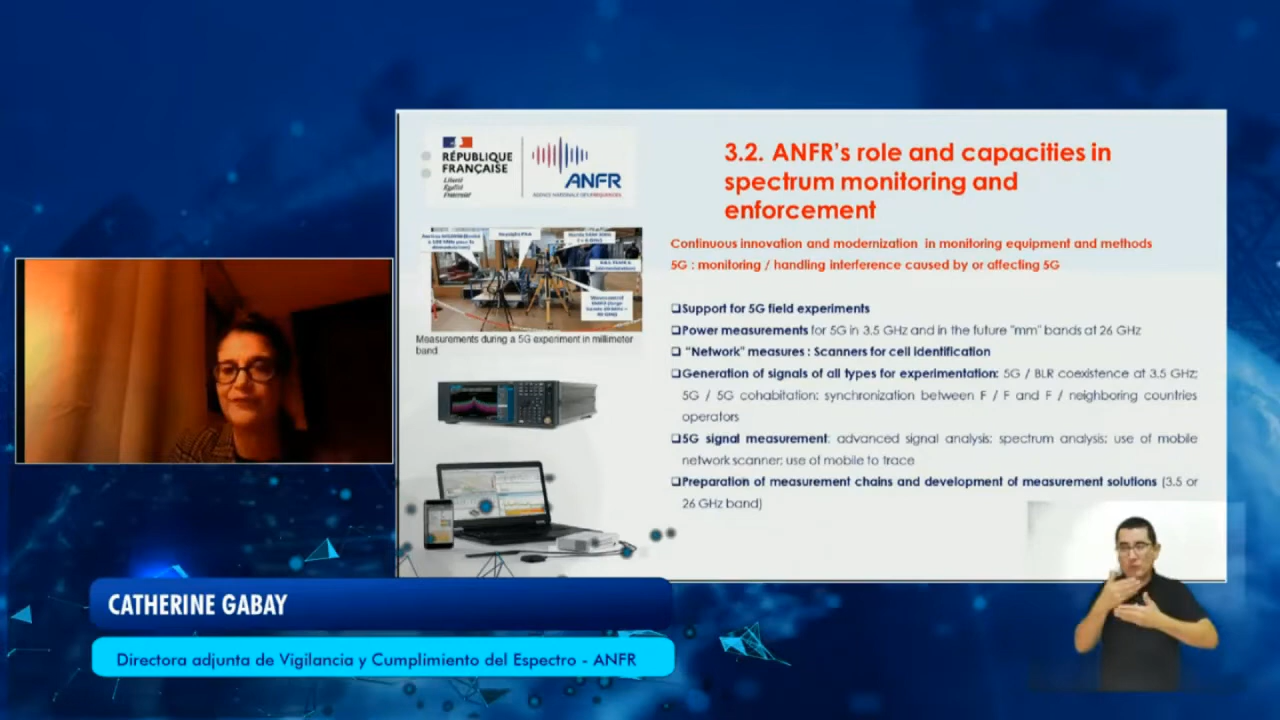 RÉPUBLIQUE
FRANÇAISE
Liberté
Égalité
Fraternité
ANFR
AGENCE NATIONALE DES FRÉQUENCES
3.2. ANFR's role and capacities in
spectrum monitoring and
enforcement
Continuous innovation and modernization in monitoring equipment and methods
5G : monitoring / handling interference caused by or affecting 5G
Measurements during a 5G experiment in millimeter
band
❑Support for 5G field experiments
❑Power measurements for 5G in 3.5 GHz and in the future "mm" bands at 26 GHz
❑ "Network" measures : Scanners for cell identification
❑Generation of signals of all types for experimentation: 5G / BLR coexistence at 3.5 GHz;
5G / 5G cohabitation: synchronization between F / F and F / neighboring countries
operators
❑5G signal measurement: advanced signal analysis: spectrum analysis; use of mobile
network scanner; use of mobile to trace
❑Preparation of measurement chains and development of measurement solutions (3.5 or
26 GHz band)
CATHERINE GABAY
Directora adjunta de Vigilancia y Cumplimiento del Espectro - ANFR